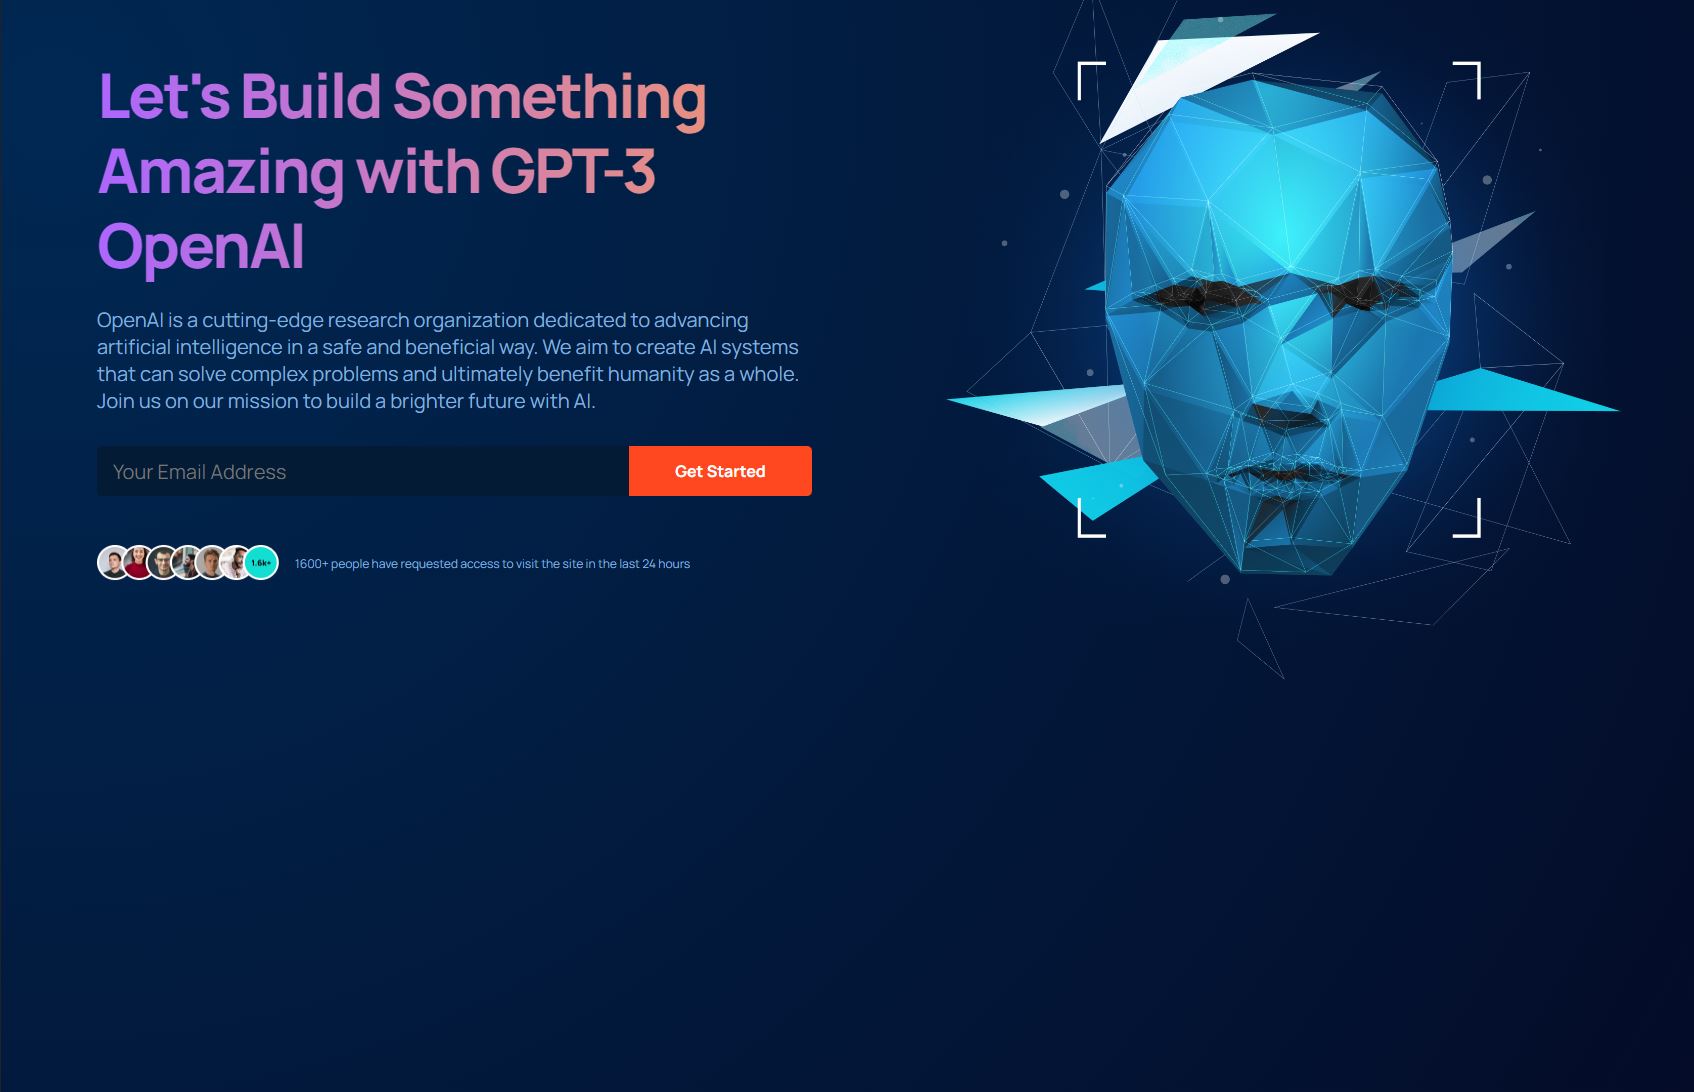 Let's Build Something
Amazing with GPT-3
OpenAI
OpenAI is a cutting-edge research organization dedicated to advancing
artificial intelligence in a safe and beneficial way. We aim to create AI systems
that can solve complex problems and ultimately benefit humanity as a whole.
Join us on our mission to build a brighter future with AI.
Your Email Address
Get Started
1.6k+
1600+ people have requested access to visit the site in the last 24 hours